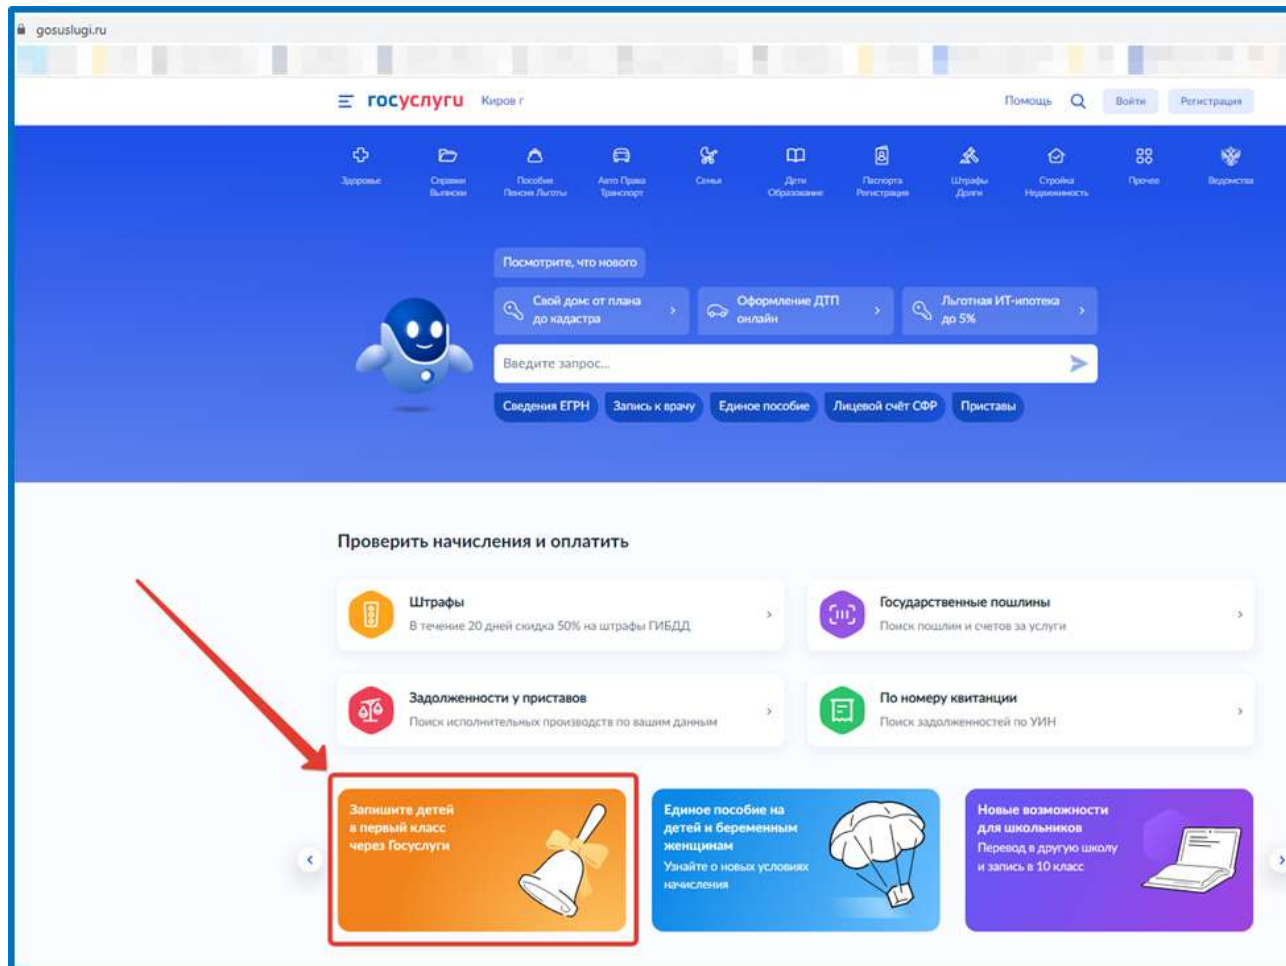 gosuslugi.ru
госуслуги Киров г Помощь Войти Регистрация
Здоровье
Справки
Выписки
Пособия
Пенсия Льготы
Авто Права
Транспорт
Семья
Дети
Образование
Паспорта
Регистрация
Штрафы
Долги
Стройка
Недвижимость
Прочее
Ведомства
Посмотрите, что нового
Свой дом: от плана
до кадастра
Оформление ДТП
онлайн
Льготная ИТ-ипотека
до 5%
Введите запрос...
Сведения ЕГРН Запись к врачу Единое пособие Лицевой счёт СФР Приставы
Проверить начисления и оплатить
Штрафы
В течение 20 дней скидка 50% на штрафы ГИБДД
Государственные пошлины
Поиск пошлин и счетов за услуги
Задолженности у приставов
Поиск исполнительных производств по вашим данным
По номеру квитанции
Поиск задолженностей по УИН
Запишите детей
в первый класс
через Госуслуги
Единое пособие на
детей и беременным
женщинам
Узнайте о новых условиях
начисления
Новые возможности
для школьников
Перевод в другую школу
и запись в 10 класс